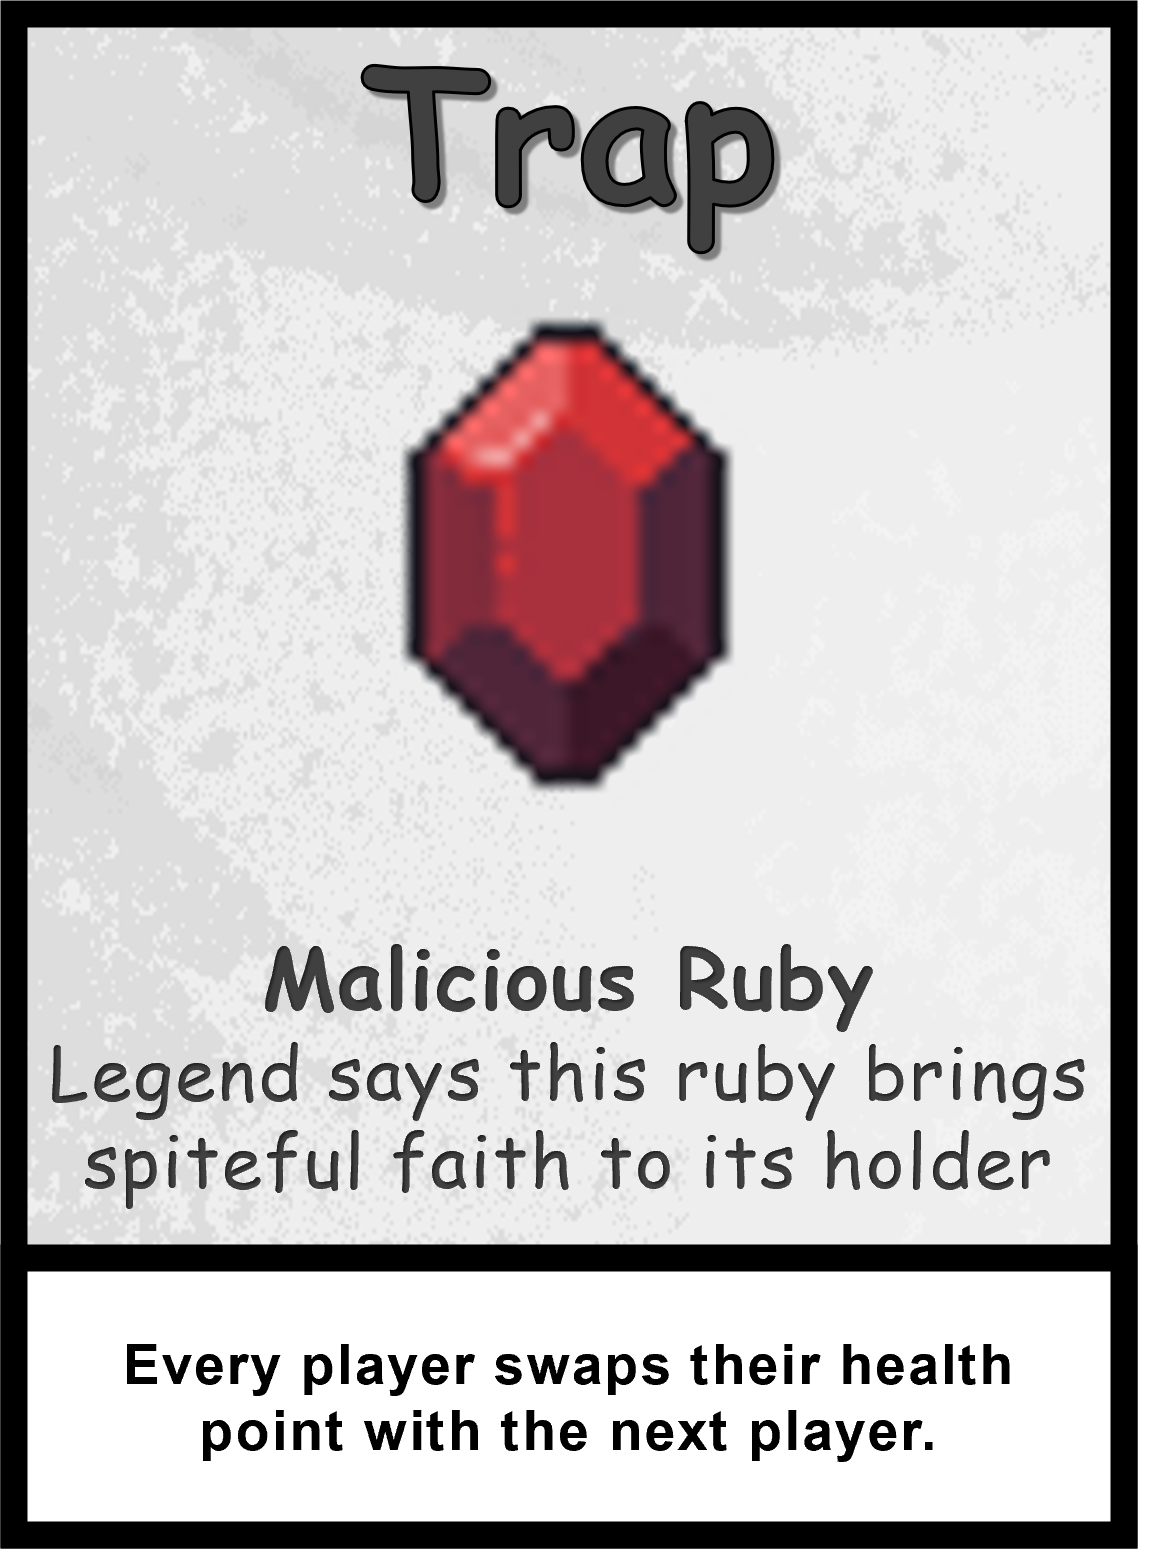 Trap
Malicious Ruby
Legend says this ruby brings
spiteful faith to its holder
Every player swaps their health
point with the next player.